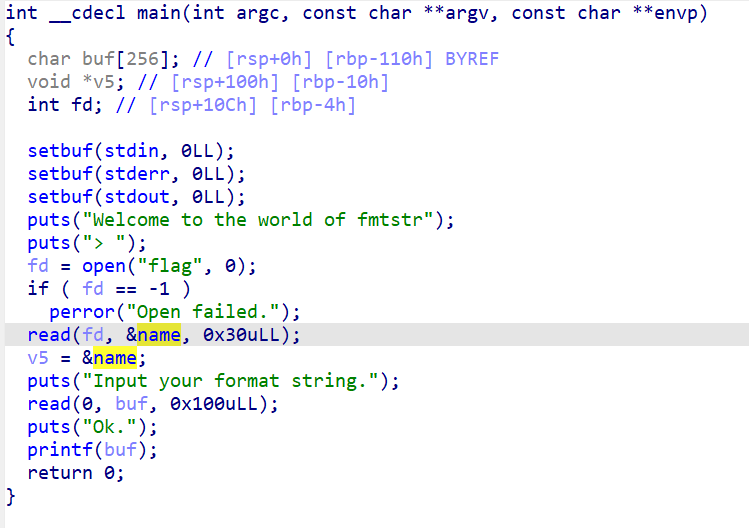 int __cdecl main(int argc, const char **argv, const char **envp)
{
  char buf[256]; // [rsp+0h] [rbp-110h] BYREF
  void *v5; // [rsp+100h] [rbp-10h]
  int fd; // [rsp+10Ch] [rbp-4h]

  setbuf(stdin, 0LL);
  setbuf(stderr, 0LL);
  setbuf(stdout, 0LL);
  puts("Welcome to the world of fmtstr");
  puts("> ");
  fd = open("flag", 0);
  if ( fd == -1 )
    perror("Open failed.");
  read(fd, &name, 0x30uLL);
  v5 = &name;
  puts("Input your format string.");
  read(0, buf, 0x100uLL);
  puts("Ok.");
  printf(buf);
  return 0;
}